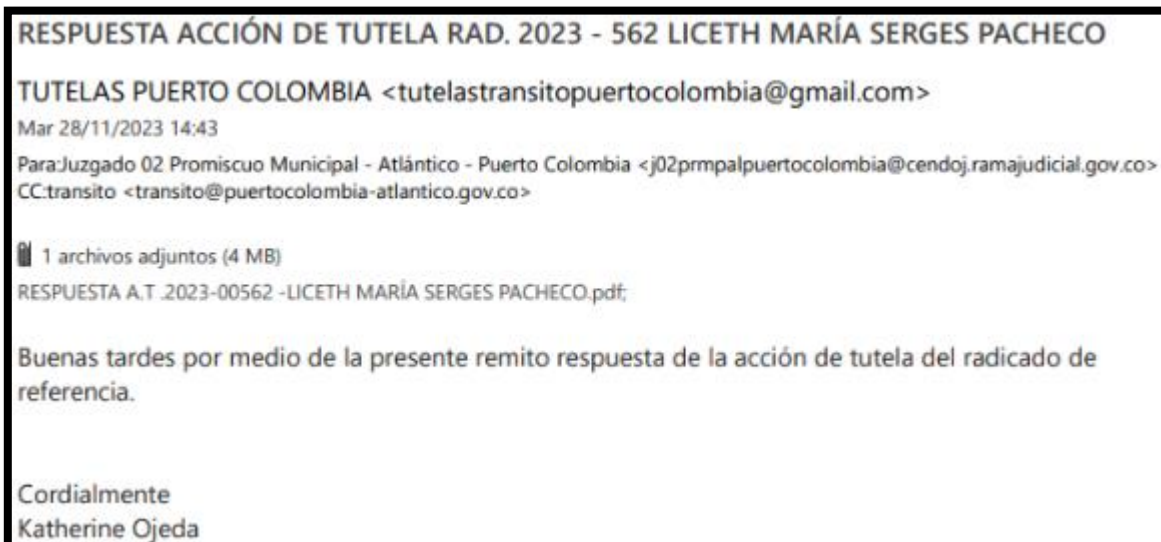 RESPUESTA ACCIÓN DE TUTELA RAD. 2023 - 562 LICETH MARÍA SERGES PACHECO
TUTELAS PUERTO COLOMBIA <tutelastransitopuertocolombia@gmail.com>
Mar 28/11/2023 14:43
Para:Juzgado 02 Promiscuo Municipal - Atlántico - Puerto Colombia <j02prmpalpuertocolombia@cendoj.ramajudicial.gov.co>
CC:transito <transito@puertocolombia-atlantico.gov.co>
1 archivos adjuntos (4 MB)
RESPUESTA A.T .2023-00562 -LICETH MARÍA SERGES PACHECO.pdf;
Buenas tardes por medio de la presente remito respuesta de la acción de tutela del radicado de
referencia.
Cordialmente
Katherine Ojeda